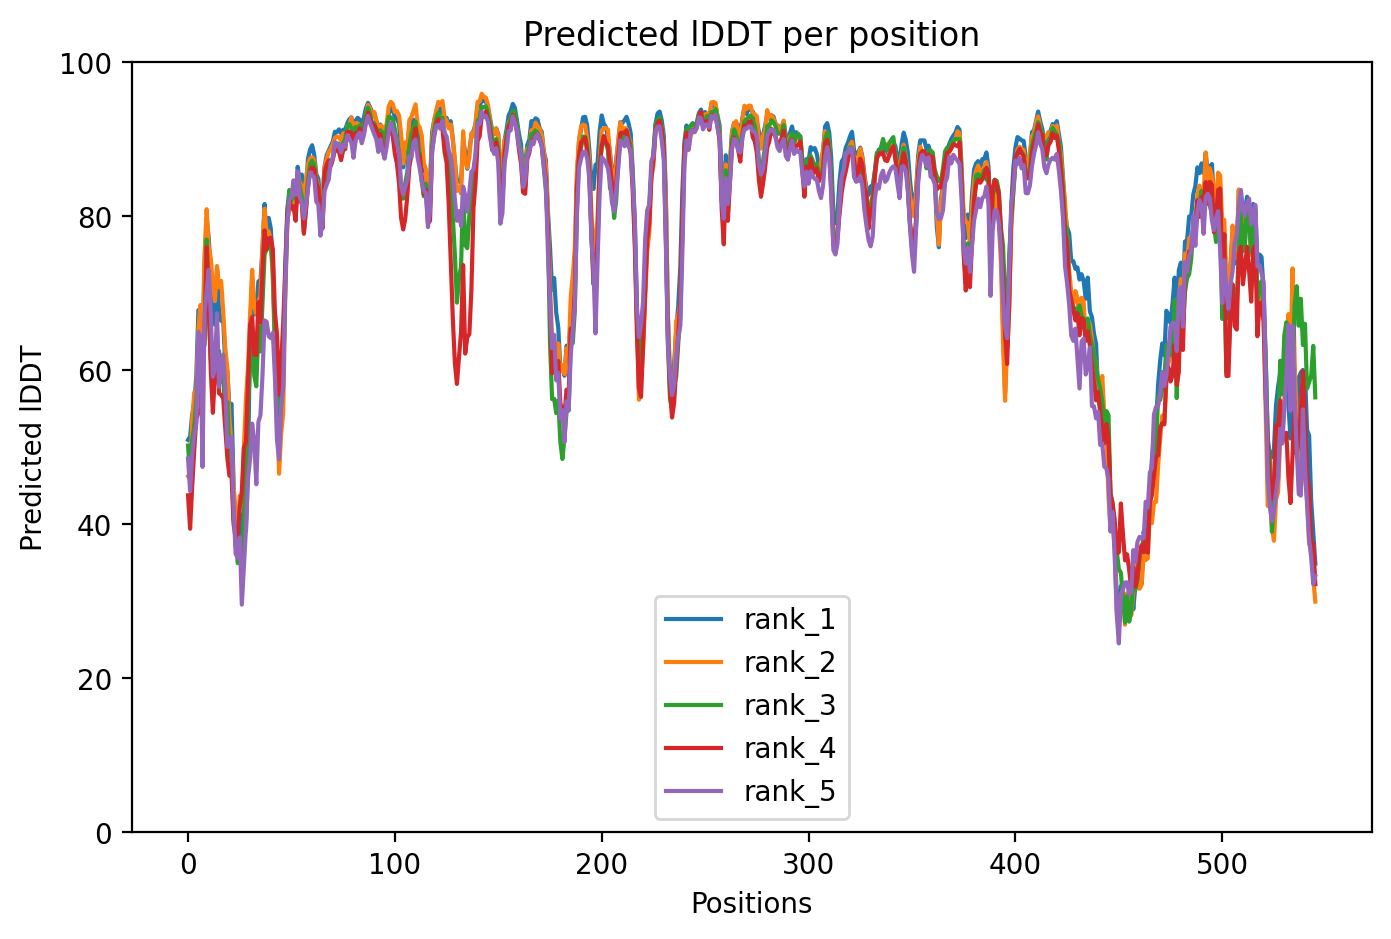 Predicted lDDT per position
100
80
60
40
20
0
Predicted lDDT
rank_1
rank_2
rank_3
rank_4
rank_5
0 100 200 300 400 500
Positions